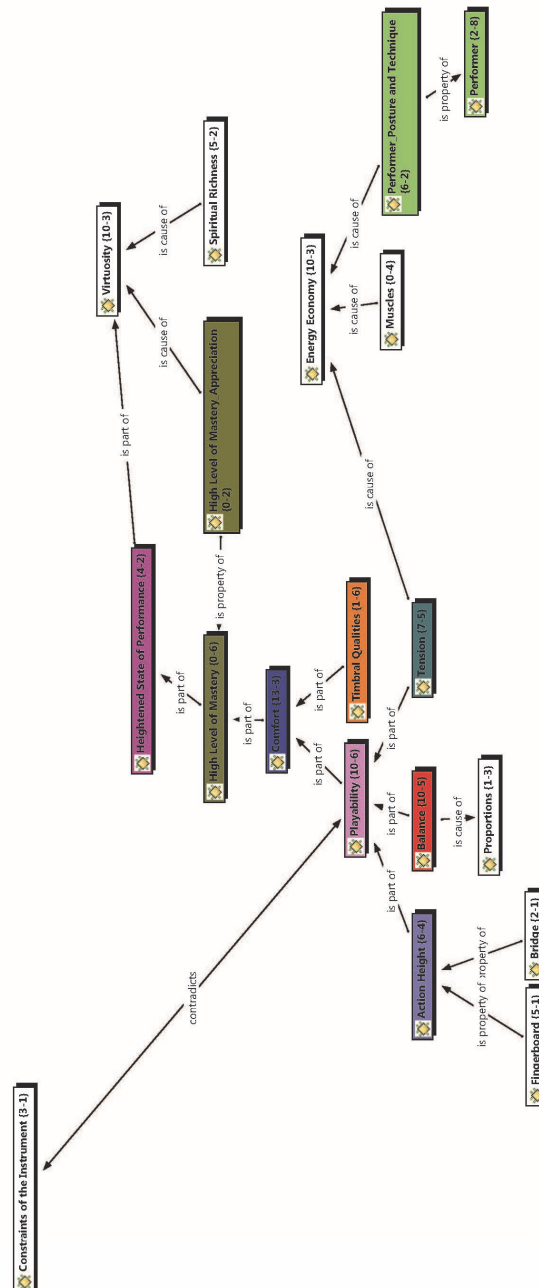 Constraints of the Instrument {3-1}
contradicts
Virtuosity {10-3}
is part of
is cause of
is cause of
Spiritual Richness {5-2}
Heightened State of Performance {4-2}
High Level of Mastery_Appreciation
{0-2}
is property of
is part of
High Level of Mastery {0-6}
is part of
Comfort {13-3}
is part of
is part of
Timbral Qualities {1-6}
Playability {10-6}
is part of
is part of
is part of
Action Height {6-4}
Balance {10-5}
Tension {7-5}
is cause of
Energy Economy {10-3}
is cause of
is cause of
Muscles {0-4}
Performer_Posture and Technique
{6-2}
is property of
Performer {2-8}
is cause of
Proportions {1-3}
is property of
property of
Fingerboard {5-1}
Bridge {2-1}